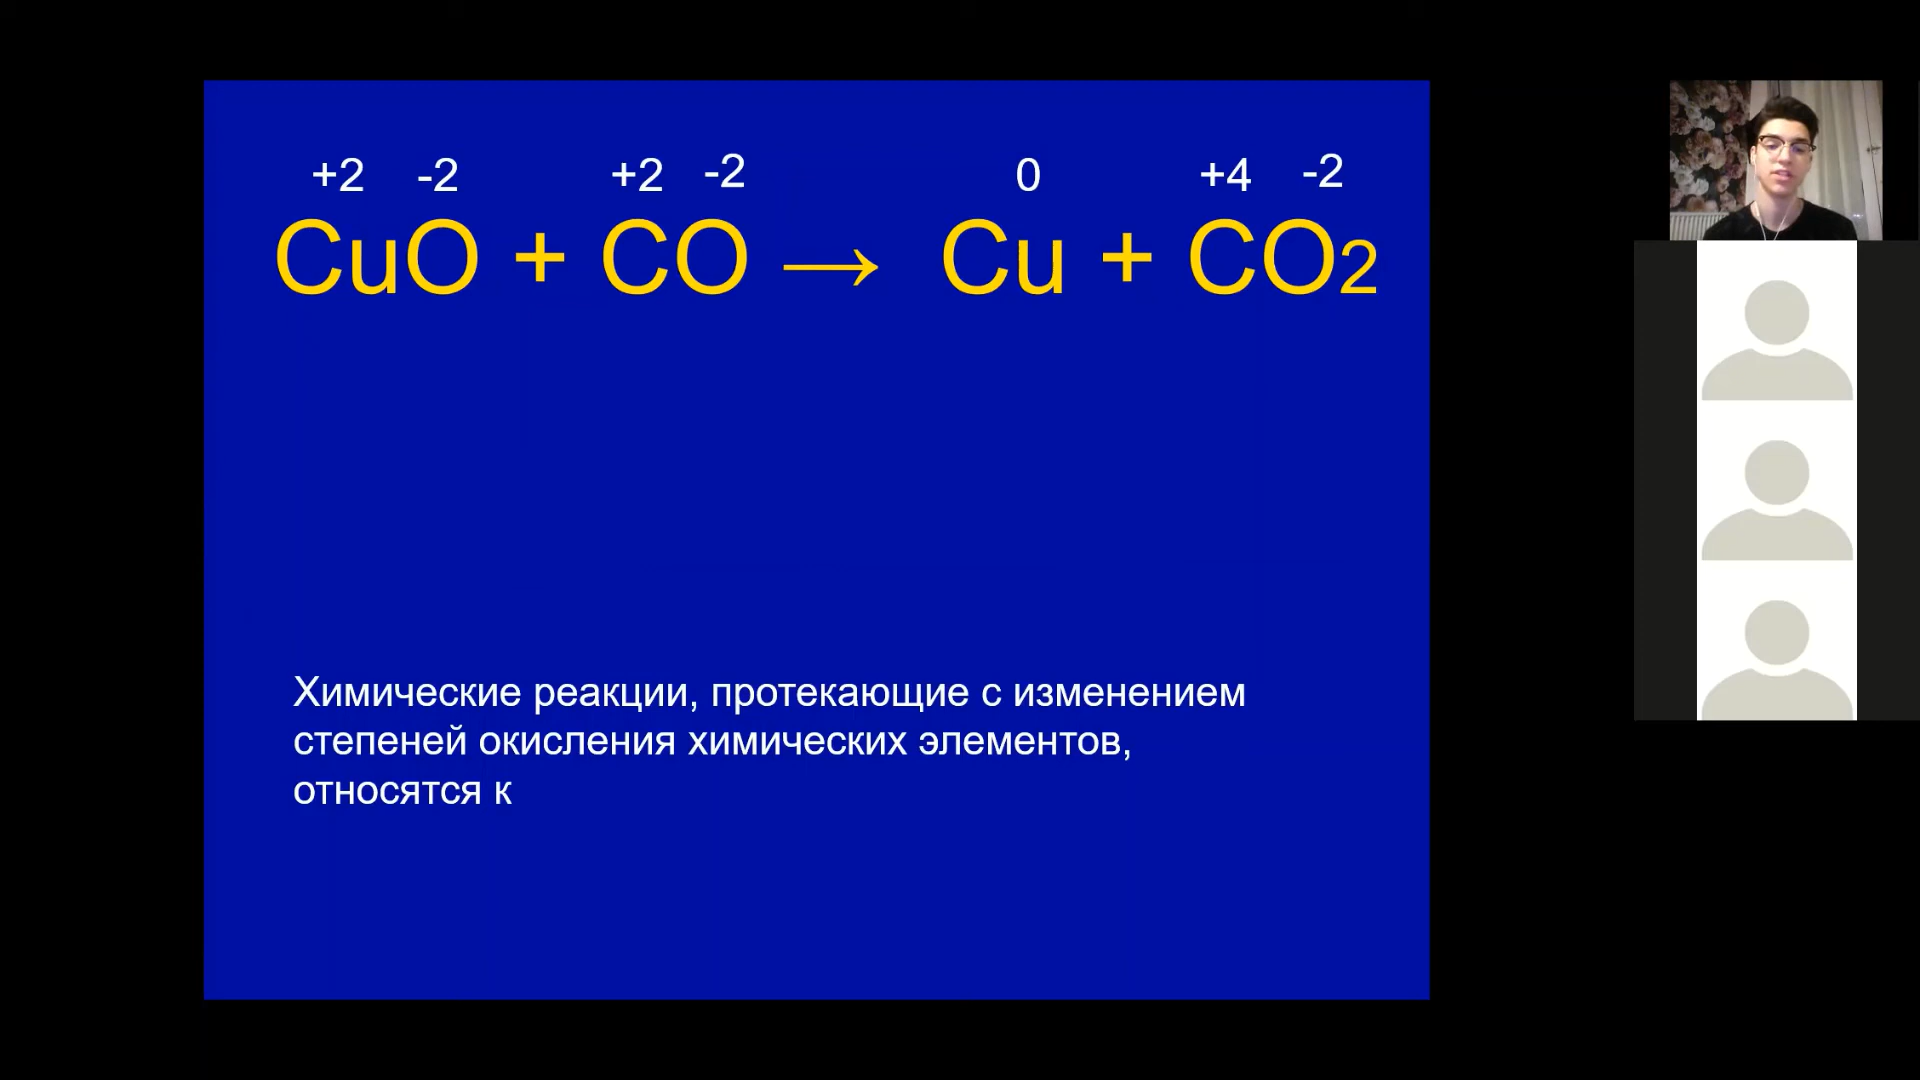 +2 -2 +2 -2 0 +4 -2
CuO + CO → Cu + CO2
Химические реакции, протекающие с изменением
степеней окисления химических элементов,
относятся к